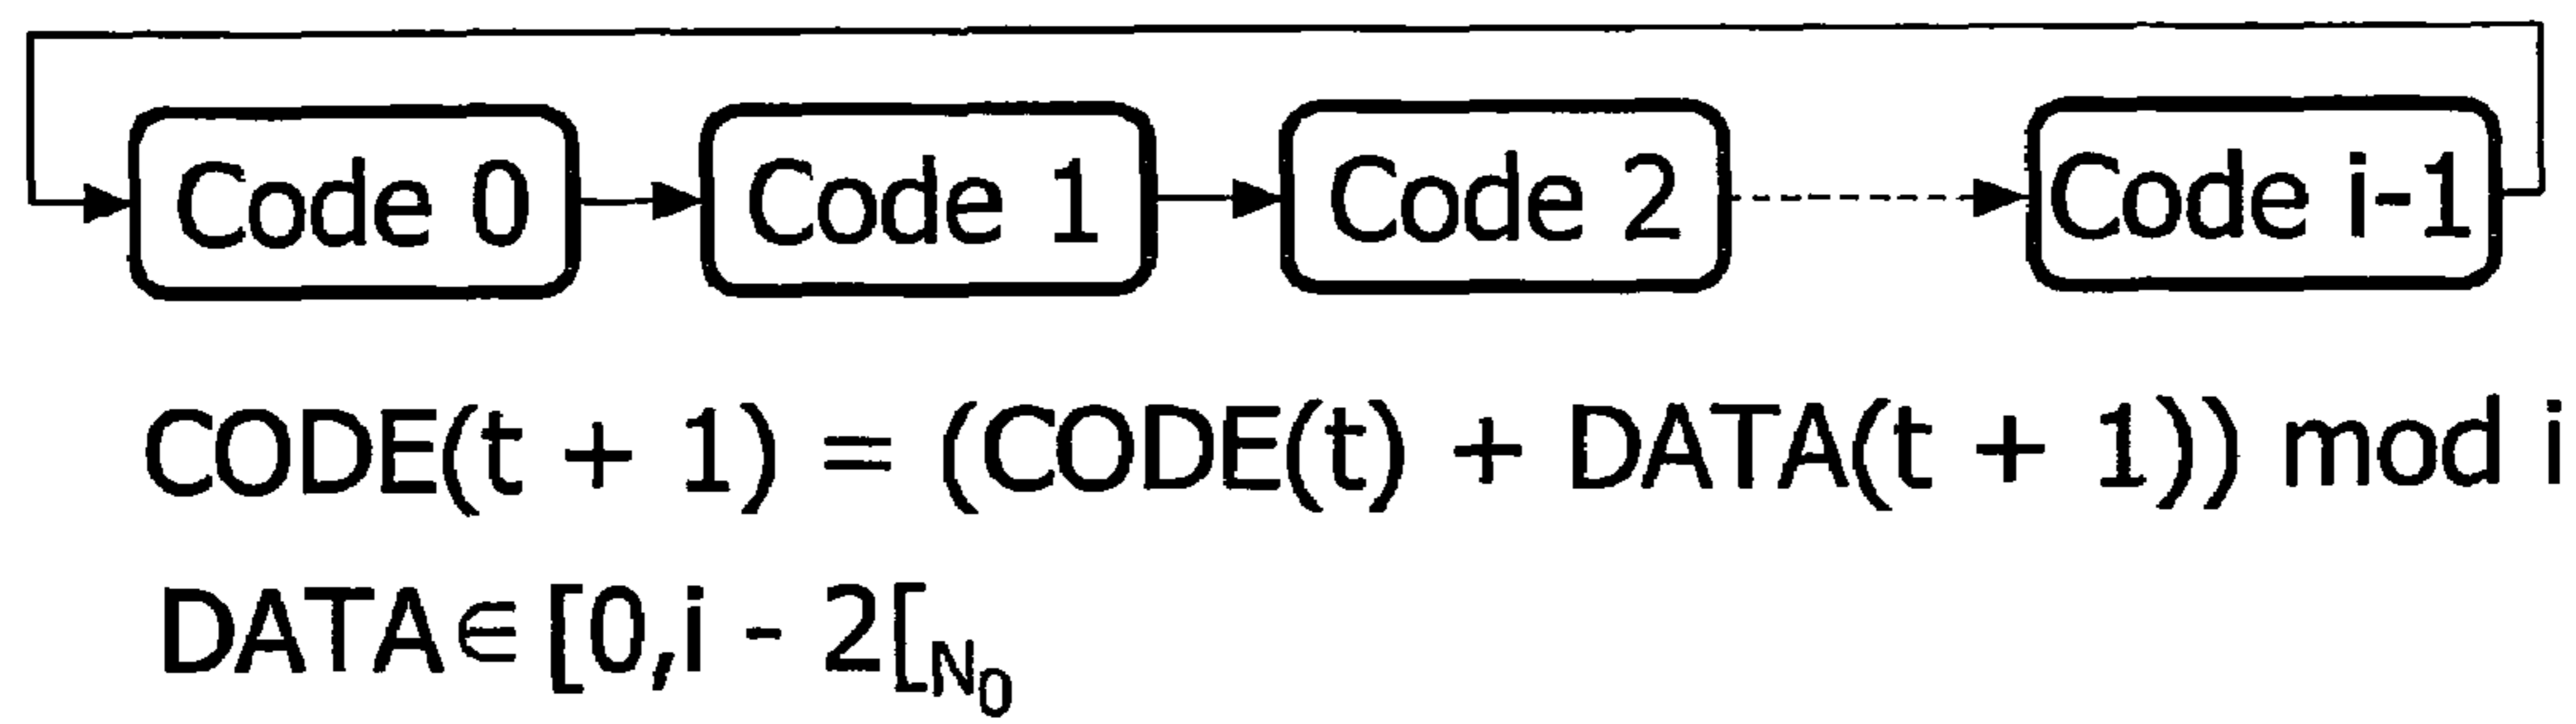 Code 0 Code 1 Code 2 Code i-1
CODE(t + 1) = (CODE(t) + DATA(t + 1)) mod i
DATA∈[0,i - 2[N₀